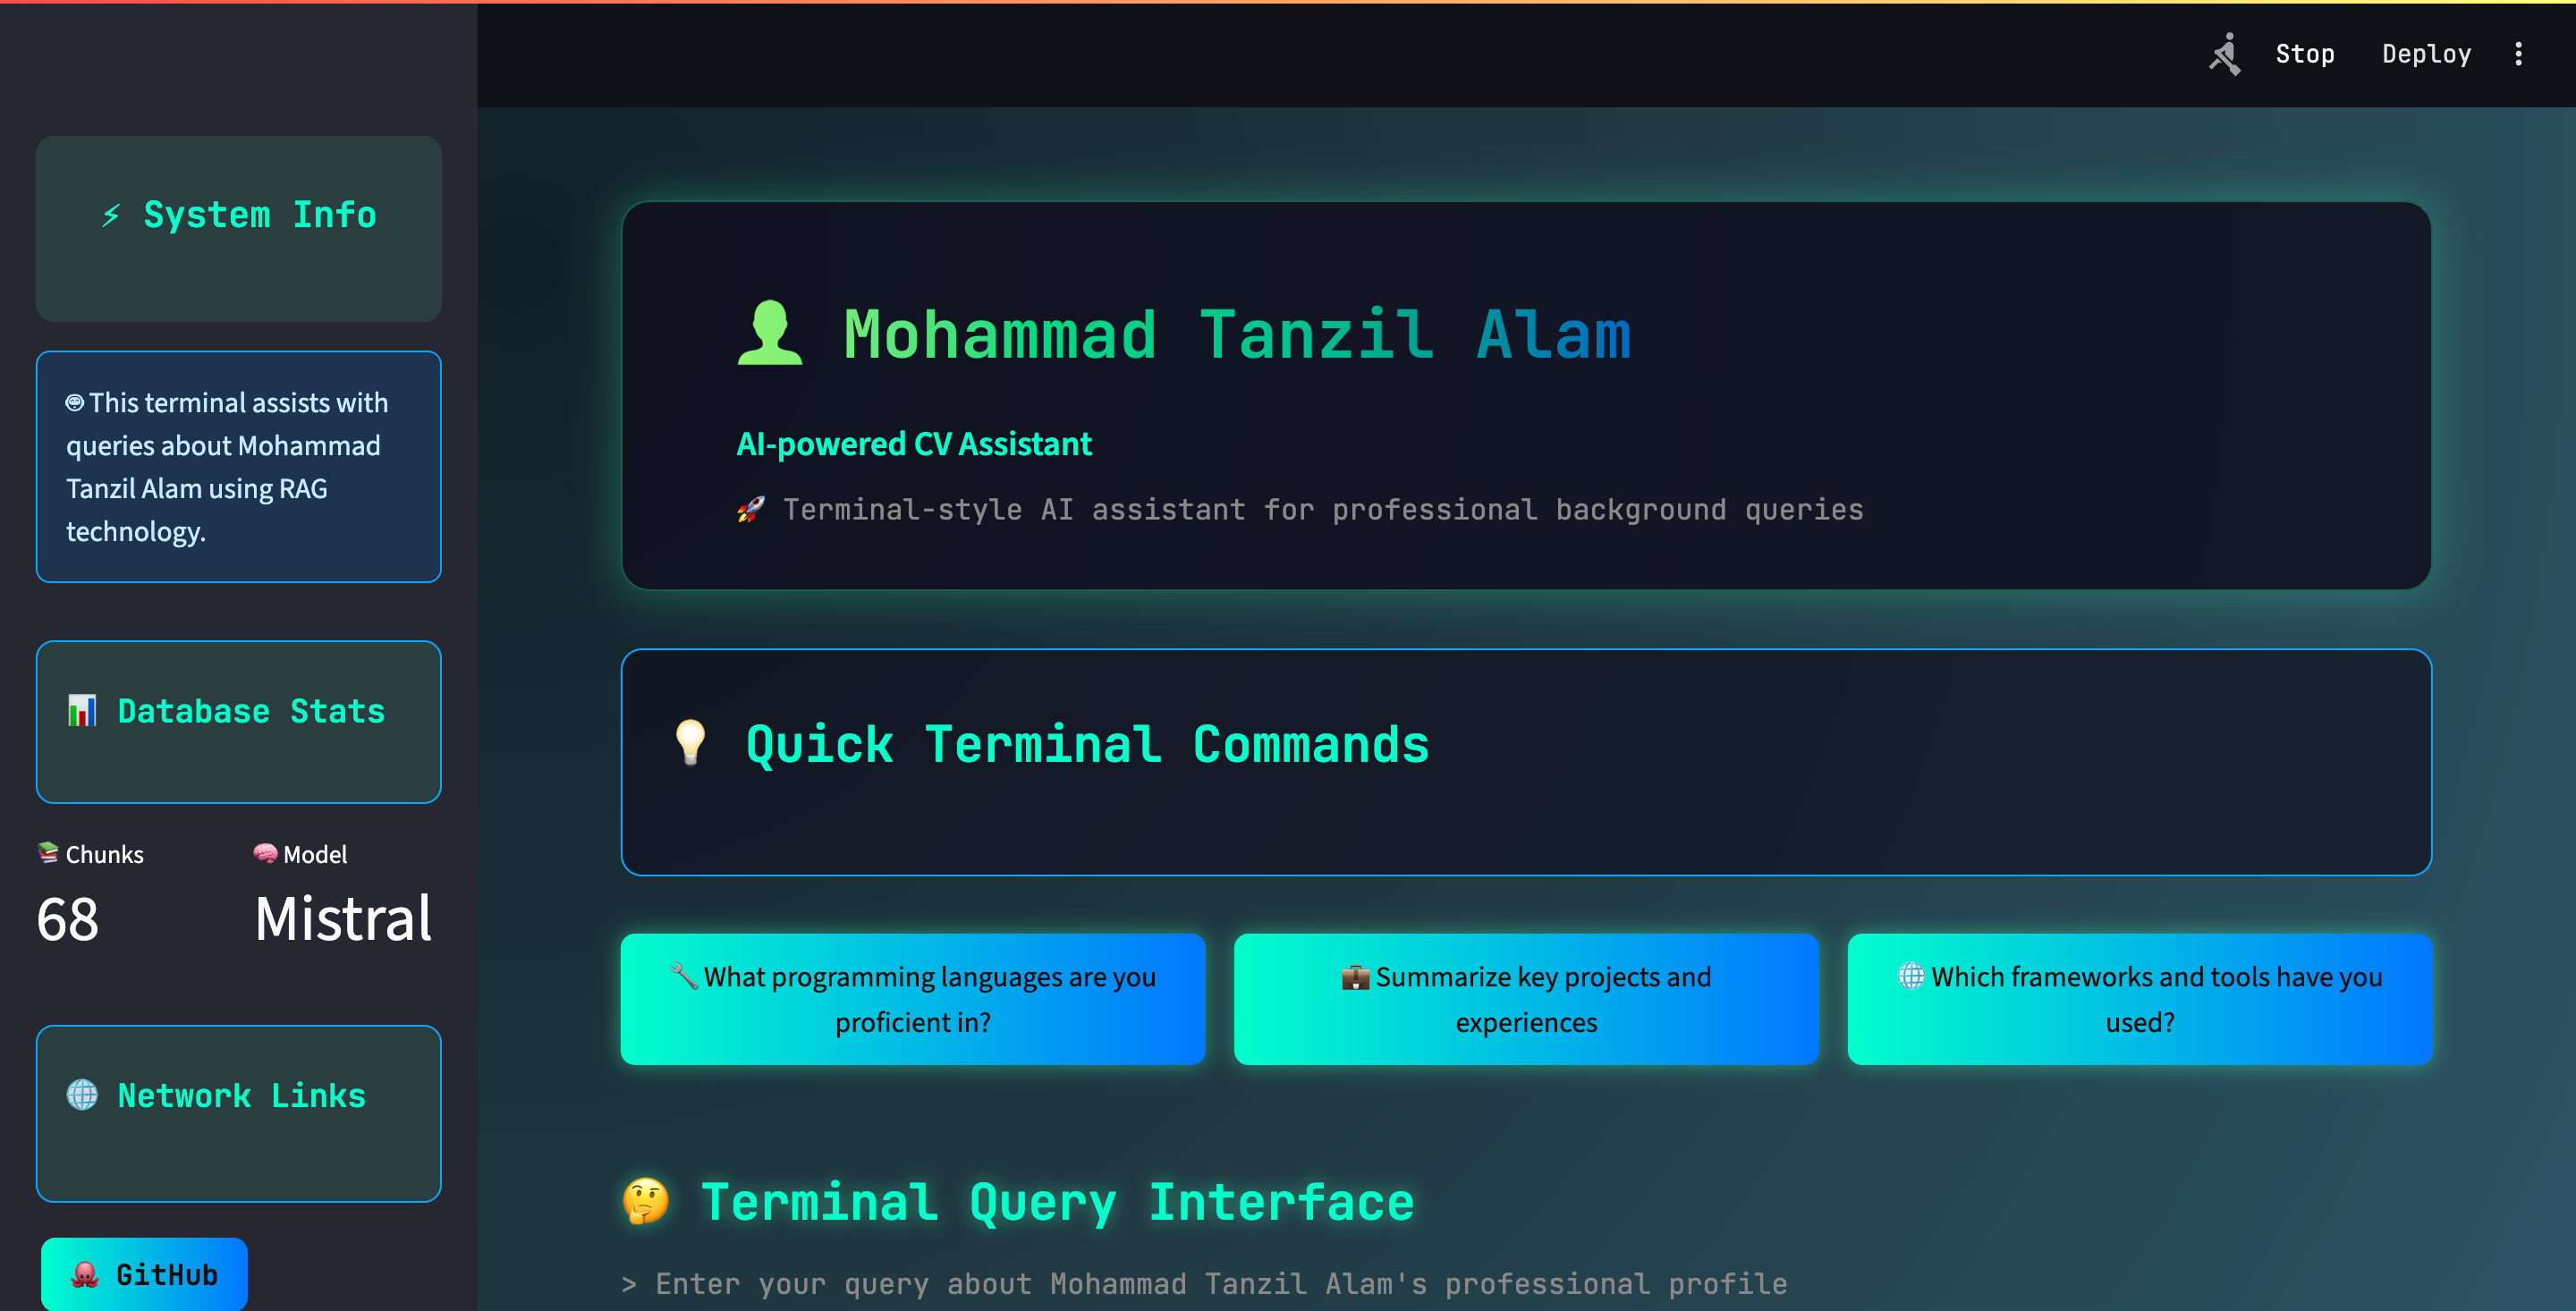 Stop Deploy
⚡ System Info
This terminal assists with
queries about Mohammad
Tanzil Alam using RAG
technology.
📊 Database Stats
📚 Chunks
68
🧠 Model
Mistral
🌐 Network Links
🐙 GitHub
👤 Mohammad Tanzil Alam
AI-powered CV Assistant
🚀 Terminal-style AI assistant for professional background queries
💡 Quick Terminal Commands
🔧 What programming languages are you
proficient in?
💼 Summarize key projects and
experiences
🌐 Which frameworks and tools have you
used?
🤔 Terminal Query Interface
> Enter your query about Mohammad Tanzil Alam's professional profile